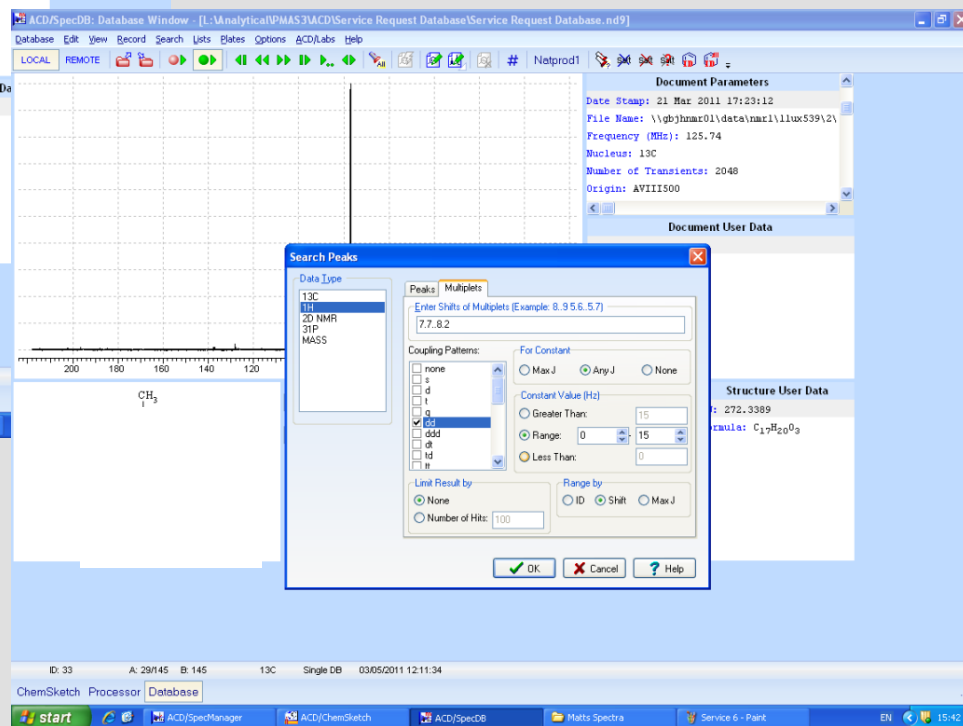 ACD/SpecDB: Database Window - [L:\Analytical\PMAS3\ACD\Service Request Database\Service Request Database.nd9]
Database Edit View Record Search Lists Plates Options ACD/Labs Help
LOCAL REMOTE All # Natprod1
Da
Document Parameters
Date Stamp: 21 Mar 2011 17:23:12
File Name: \\gbjhnmr01\data\nmr1\llux539\2\
Frequency (MHz): 125.74
Nucleus: 13C
Number of Transients: 2048
Origin: AVIII500
Document User Data
200 180 160 140 120
CH3
Structure User Data
: 272.3389
ormula: C17H20O3
Search Peaks
Data Type
13C
1H
2D NMR
31P
MASS
Peaks Multiplets
Enter Shifts of Multiplets (Example: 8..9 5.6..5.7)
7.7..8.2
Coupling Patterns:
none
s
d
t
q
dd
ddd
dt
td
tt
For Constant
Max J Any J None
Constant Value (Hz)
Greater Than: 15
Range: 0 - 15
Less Than: 0
Limit Result by
None
Number of Hits: 100
Range by
ID Shift Max J
OK Cancel Help
ID: 33 A: 29/145 B: 145 13C Single DB 03/05/2011 12:11:34
ChemSketch Processor Database
start ACD/SpecManager ACD/ChemSketch ACD/SpecDB Matts Spectra Service 6 - Paint EN 15:42